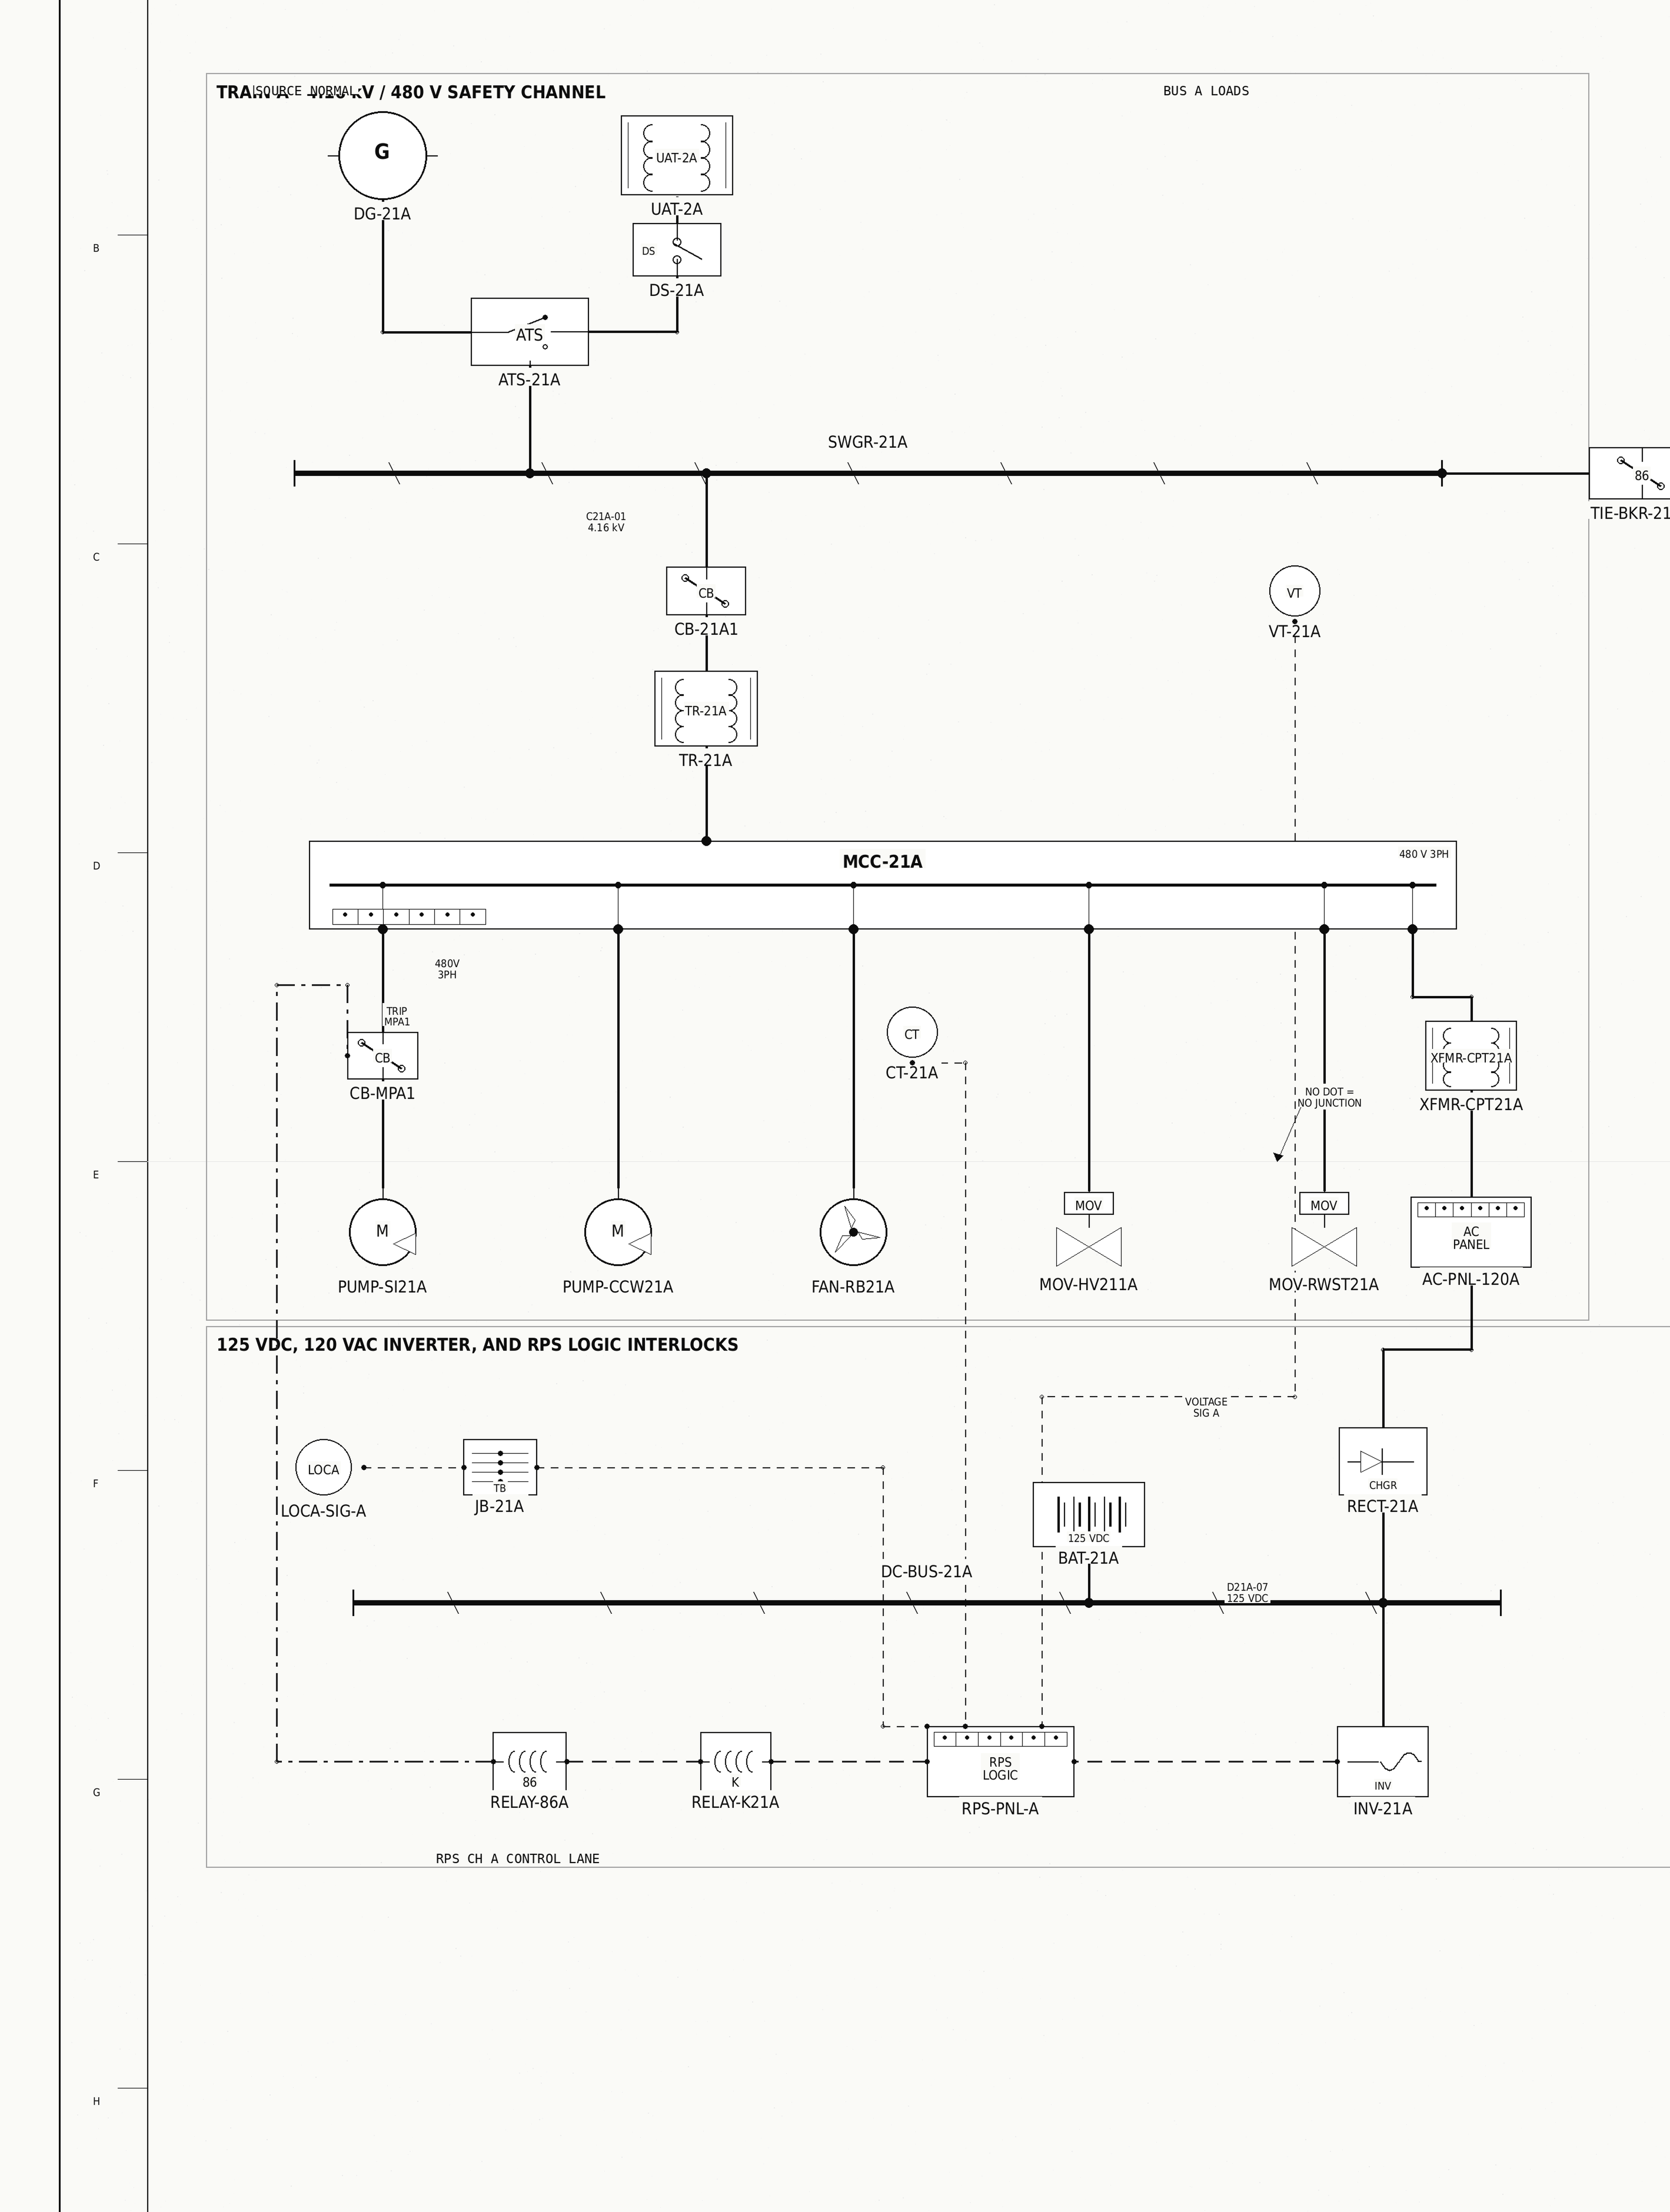 V / 480 V SAFETY CHANNEL
SOURCE NORMAL
BUS A LOADS
G
DG-21A
UAT-2A
UAT-2A
B
DS
DS-21A
ATS
ATS-21A
SWGR-21A
86
TIE-BKR-21
C21A-01
4.16 kV
C
CB
CB-21A1
VT
VT-21A
TR-21A
TR-21A
D
MCC-21A
480 V 3PH
480V
3PH
TRIP
MPA1
CB
CB-MPA1
CT
CT-21A
NO DOT =
NO JUNCTION
XFMR-CPT21A
XFMR-CPT21A
E
M
PUMP-SI21A
M
PUMP-CCW21A
FAN-RB21A
MOV
MOV-HV211A
MOV
MOV-RWST21A
AC
PANEL
AC-PNL-120A
125 VDC, 120 VAC INVERTER, AND RPS LOGIC INTERLOCKS
VOLTAGE
SIG A
F
LOCA
LOCA-SIG-A
TB
JB-21A
125 VDC
BAT-21A
CHGR
RECT-21A
DC-BUS-21A
D21A-07
125 VDC
G
86
RELAY-86A
K
RELAY-K21A
RPS
LOGIC
RPS-PNL-A
INV
INV-21A
RPS CH A CONTROL LANE
H